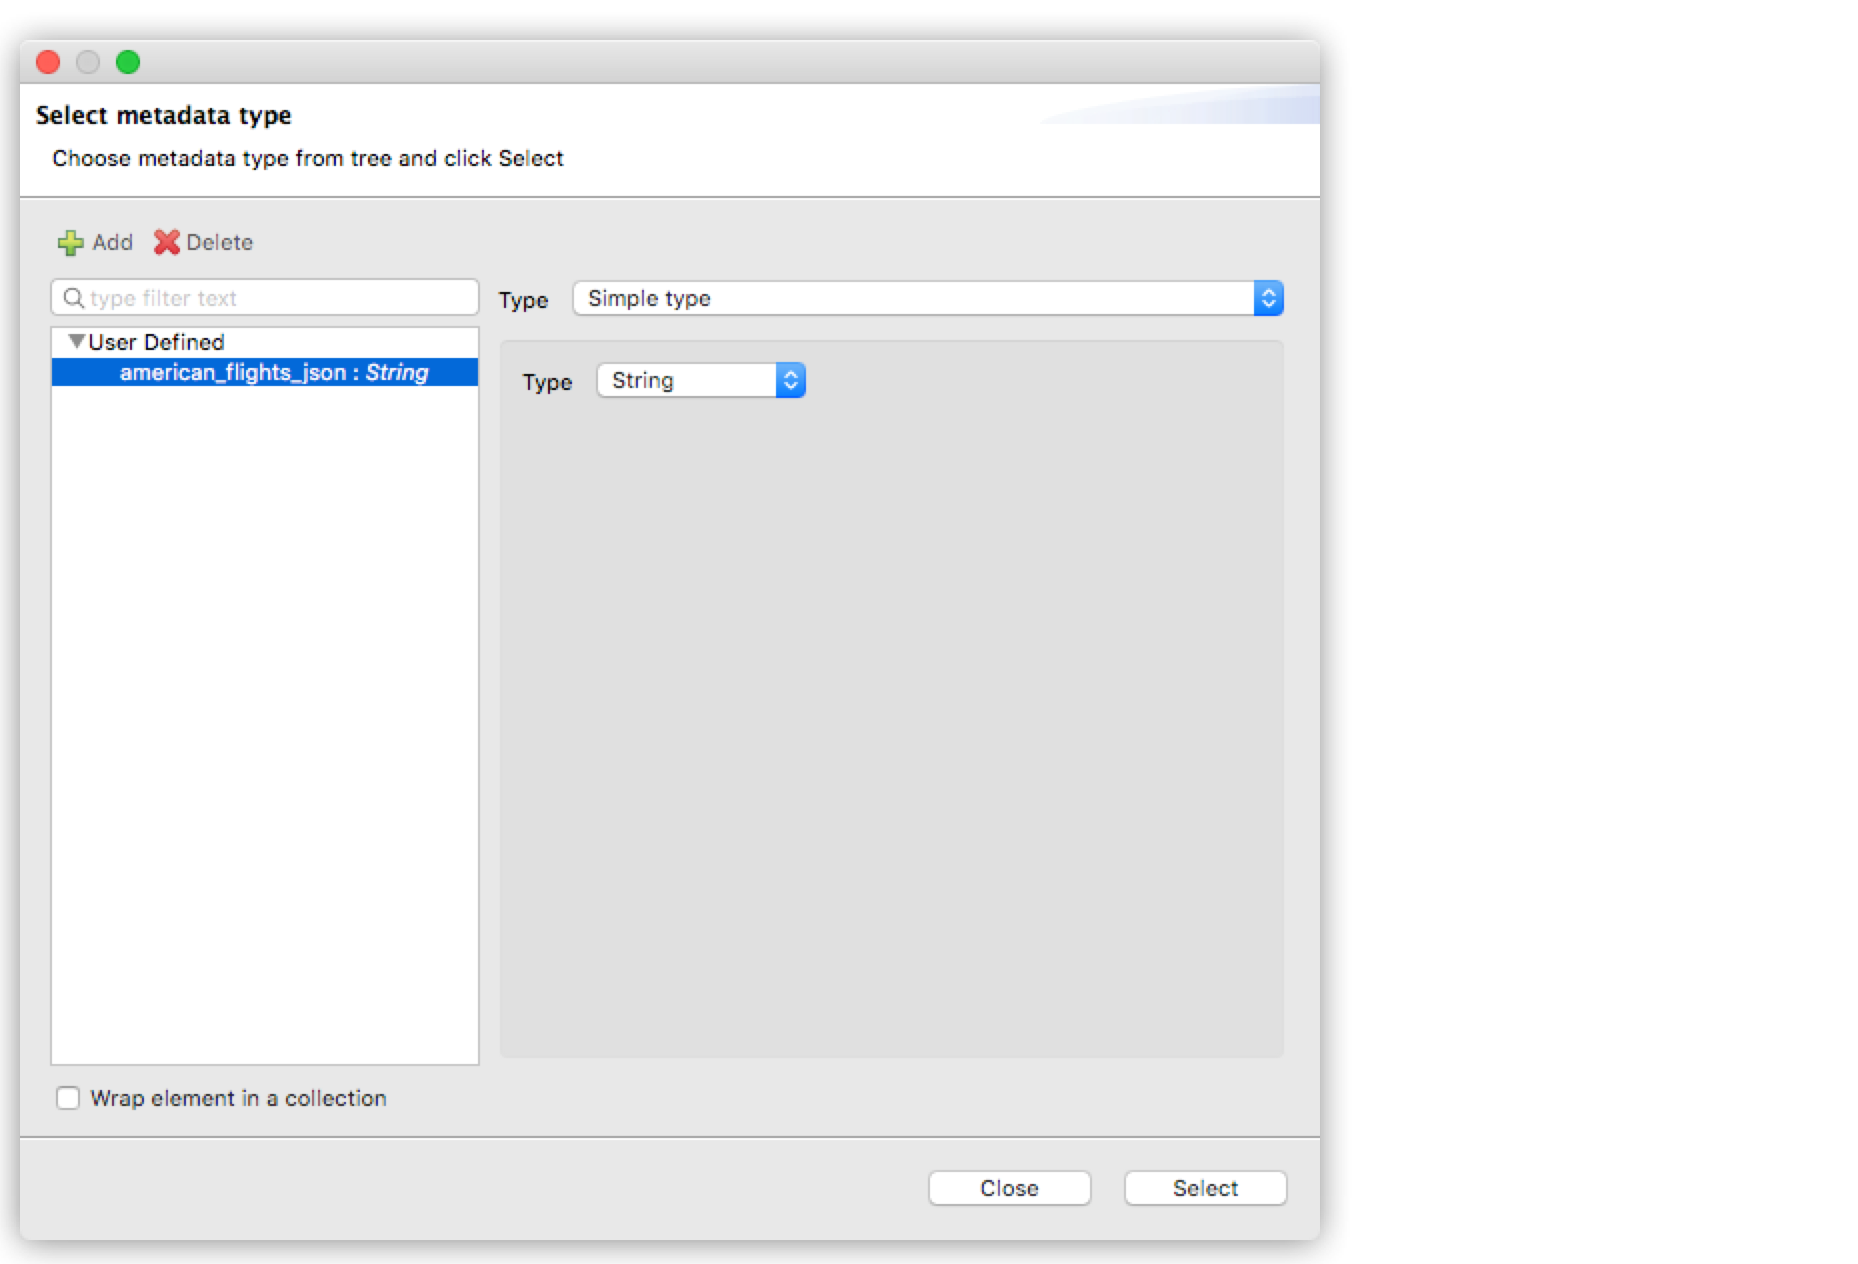 Select metadata type
Choose metadata type from tree and click Select
Add Delete
type filter text
Type Simple type
User Defined
american_flights_json : String
Type String
Wrap element in a collection
Close Select